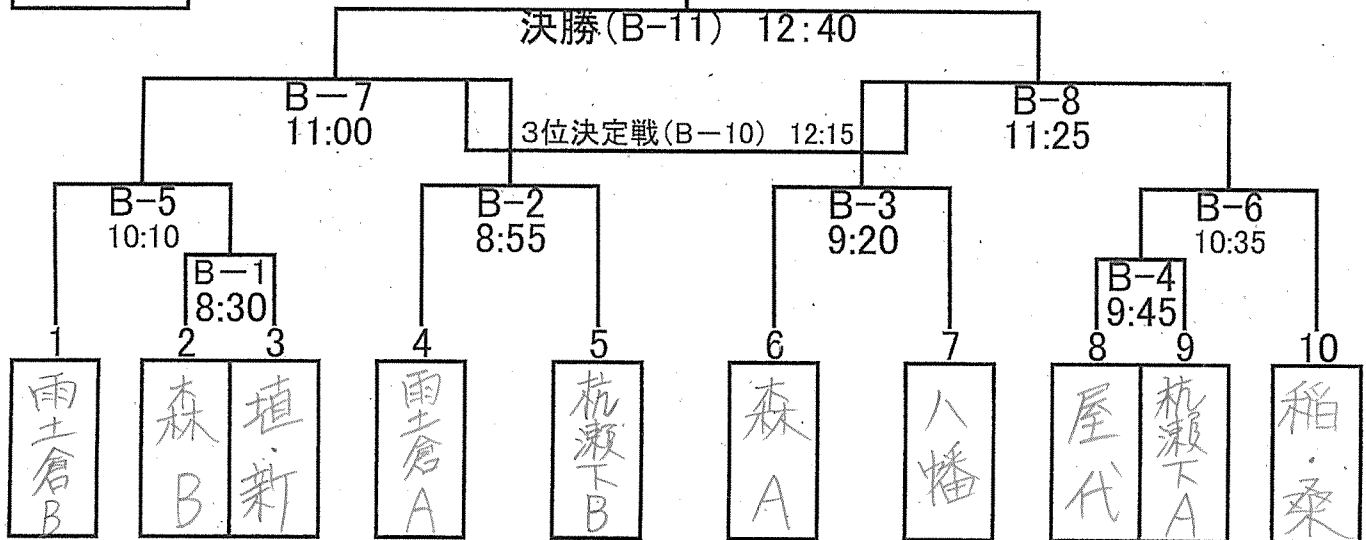 決勝(B-11) 12:40
B-7
11:00
B-8
11:25
3位決定戦(B-10) 12:15
B-5
10:10
B-2
8:55
B-3
9:20
B-6
10:35
B-1
8:30
B-4
9:45
1 2 3 4 5 6 7 8 9 10
雨土倉B
森B
埴・新
雨土倉A
杭瀬下B
森A
八幡
屋代
杭瀬下A
稲・桑